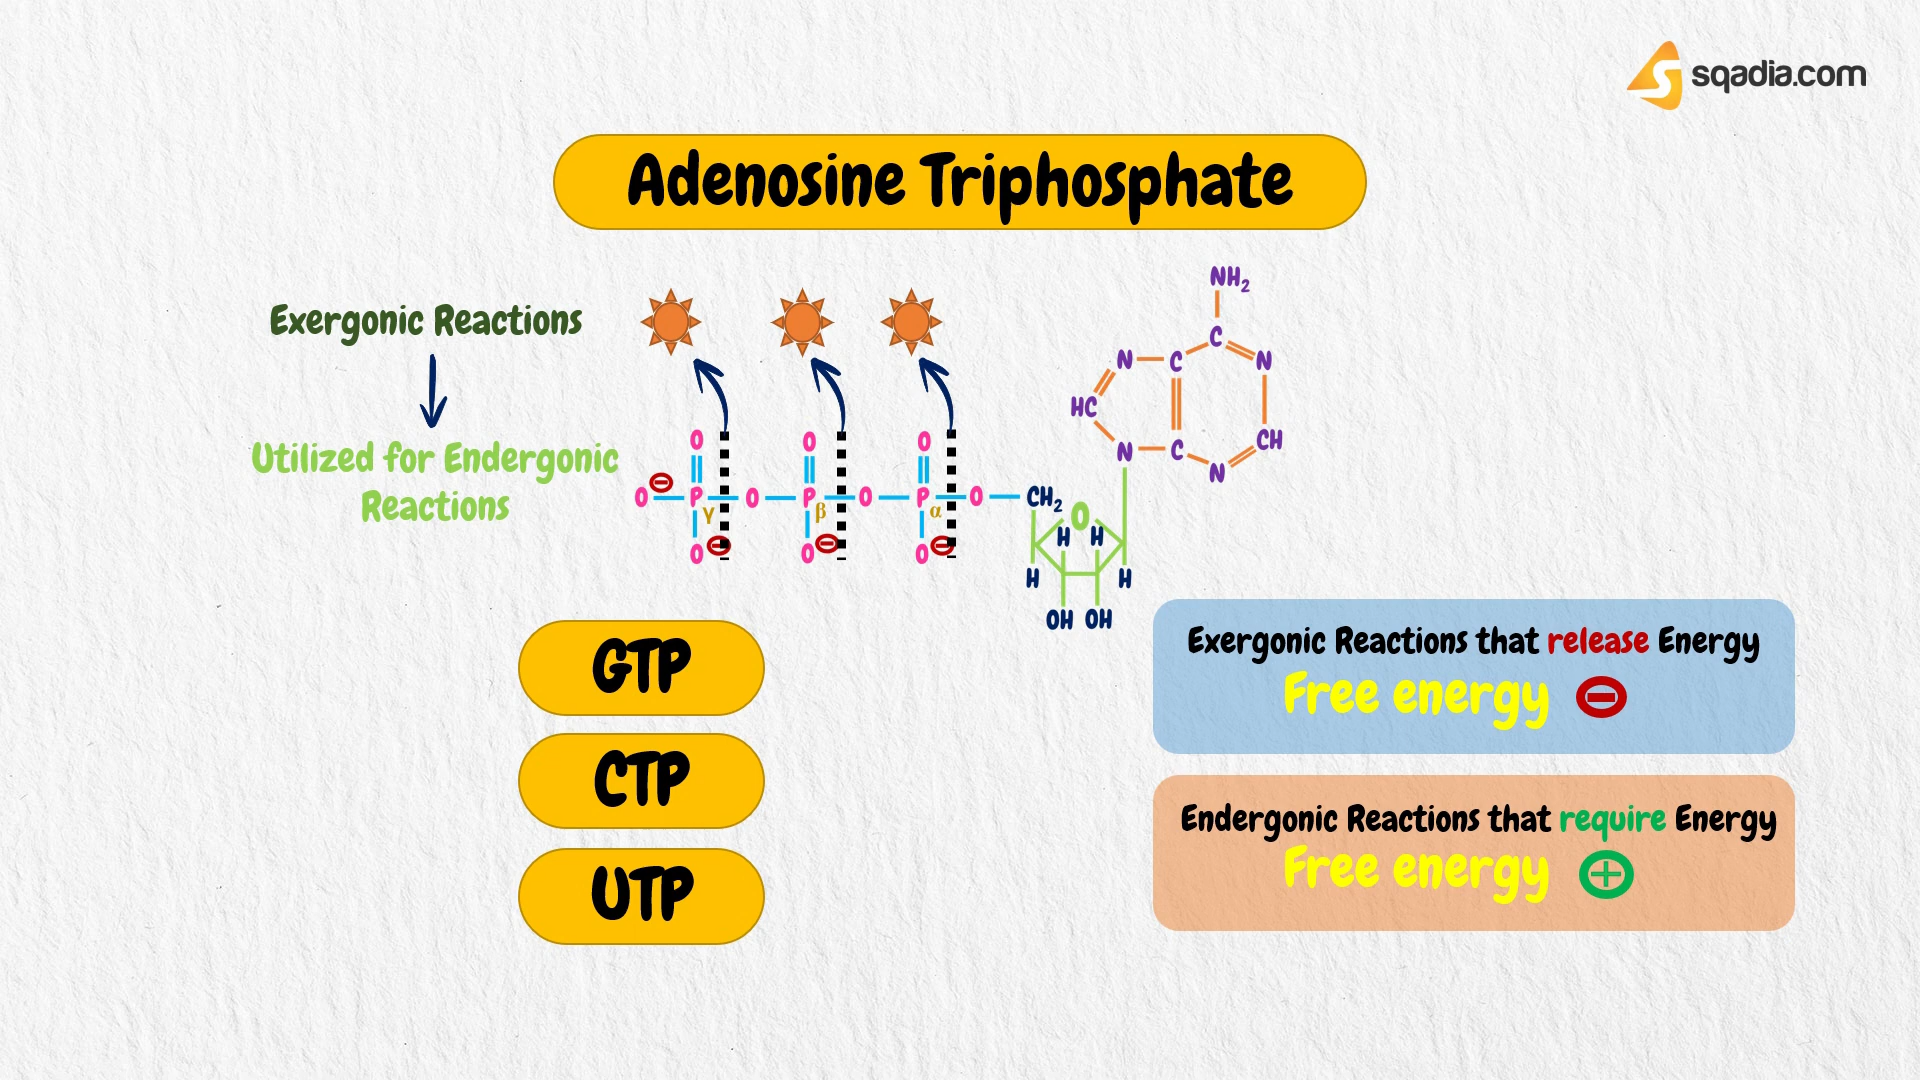 sqadia.com
Adenosine Triphosphate
Exergonic Reactions
Utilized for Endergonic
Reactions
NH2
C
N C N
HC
N C CH
N
O O O
O ⊖ P O P O P O CH2
γ β α
O
H H
O ⊖ O ⊖ O ⊖
H H
OH OH
GTP
CTP
UTP
Exergonic Reactions that release Energy
Free energy ⊖
Endergonic Reactions that require Energy
Free energy ⊕